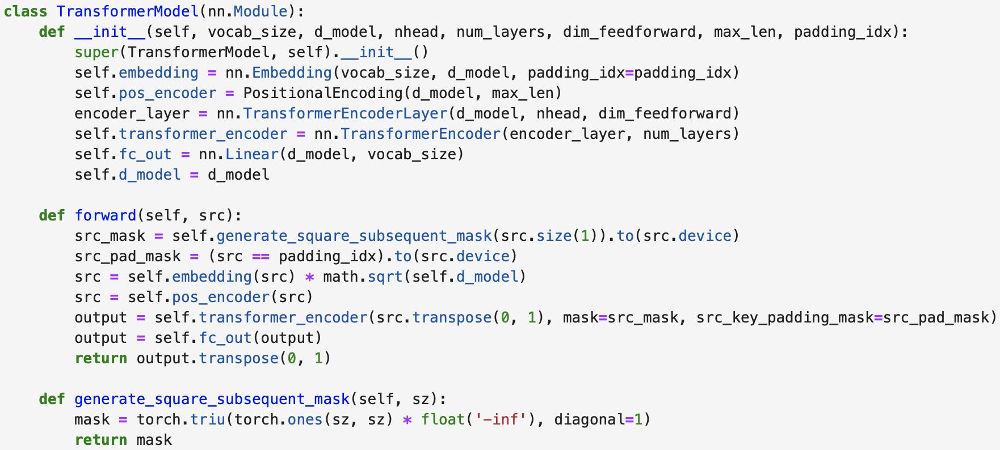 class TransformerModel(nn.Module):
    def __init__(self, vocab_size, d_model, nhead, num_layers, dim_feedforward, max_len, padding_idx):
        super(TransformerModel, self).__init__()
        self.embedding = nn.Embedding(vocab_size, d_model, padding_idx=padding_idx)
        self.pos_encoder = PositionalEncoding(d_model, max_len)
        encoder_layer = nn.TransformerEncoderLayer(d_model, nhead, dim_feedforward)
        self.transformer_encoder = nn.TransformerEncoder(encoder_layer, num_layers)
        self.fc_out = nn.Linear(d_model, vocab_size)
        self.d_model = d_model

    def forward(self, src):
        src_mask = self.generate_square_subsequent_mask(src.size(1)).to(src.device)
        src_pad_mask = (src == padding_idx).to(src.device)
        src = self.embedding(src) * math.sqrt(self.d_model)
        src = self.pos_encoder(src)
        output = self.transformer_encoder(src.transpose(0, 1), mask=src_mask, src_key_padding_mask=src_pad_mask)
        output = self.fc_out(output)
        return output.transpose(0, 1)

    def generate_square_subsequent_mask(self, sz):
        mask = torch.triu(torch.ones(sz, sz) * float('-inf'), diagonal=1)
        return mask